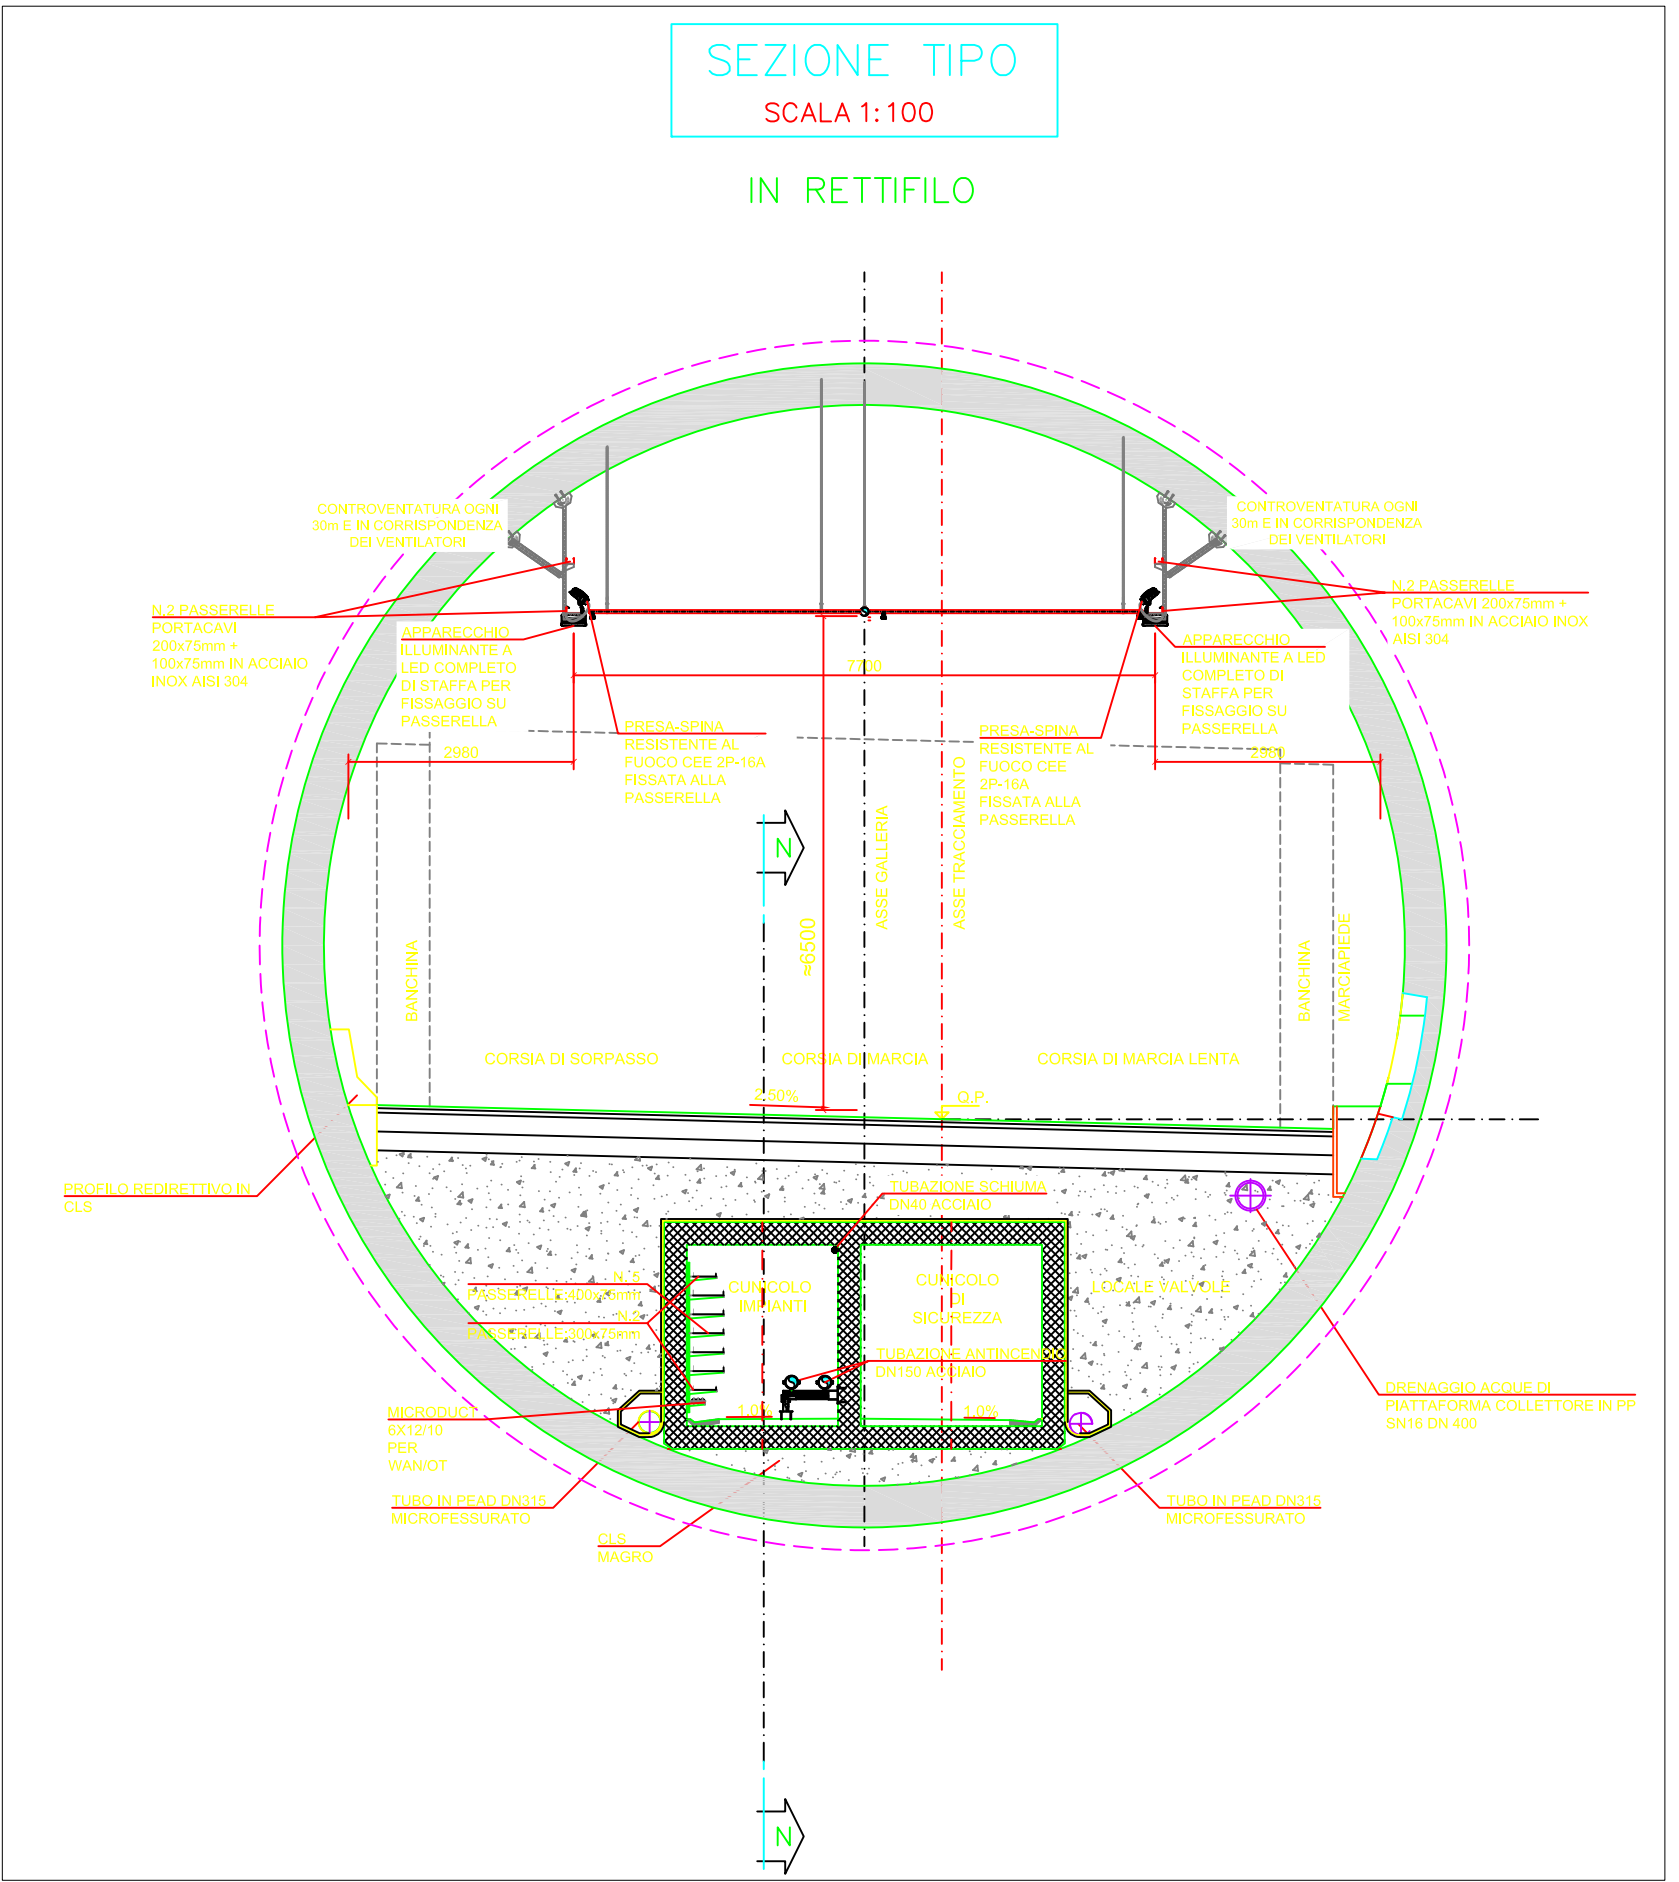 SEZIONE TIPO
SCALA 1:100
IN RETTIFILO
CONTROVENTATURA OGNI
30m E IN CORRISPONDENZA
DEI VENTILATORI
CONTROVENTATURA OGNI
30m E IN CORRISPONDENZA
DEI VENTILATORI
N.2 PASSERELLE
PORTACAVI
200x75mm +
100x75mm IN ACCIAIO
INOX AISI 304
N.2 PASSERELLE
PORTACAVI 200x75mm +
100x75mm IN ACCIAIO INOX
AISI 304
APPARECCHIO
ILLUMINANTE A
LED COMPLETO
DI STAFFA PER
FISSAGGIO SU
PASSERELLA
APPARECCHIO
ILLUMINANTE A LED
COMPLETO DI
STAFFA PER
FISSAGGIO SU
PASSERELLA
7700
PRESA-SPINA
RESISTENTE AL
FUOCO CEE 2P-16A
FISSATA ALLA
PASSERELLA
PRESA-SPINA
RESISTENTE AL
FUOCO CEE
2P-16A
FISSATA ALLA
PASSERELLA
2980
2980
N
≈6500
ASSE GALLERIA
ASSE TRACCIAMENTO
BANCHINA
BANCHINA
MARCIAPIEDE
CORSIA DI SORPASSO
CORSIA DI MARCIA
CORSIA DI MARCIA LENTA
2.50%
Q.P.
PROFILO REDIRETTIVO IN
CLS
TUBAZIONE SCHIUMA
DN40 ACCIAIO
N. 5
PASSERELLE:400x75mm
N.2
PASSERELLE:300x75mm
CUNICOLO
IMPIANTI
CUNICOLO
DI
SICUREZZA
LOCALE VALVOLE
TUBAZIONE ANTINCENDIO
DN150 ACCIAIO
MICRODUCT
6X12/10
PER
WAN/OT
1.0%
1.0%
DRENAGGIO ACQUE DI
PIATTAFORMA COLLETTORE IN PP
SN16 DN 400
TUBO IN PEAD DN315
MICROFESSURATO
TUBO IN PEAD DN315
MICROFESSURATO
CLS
MAGRO
N